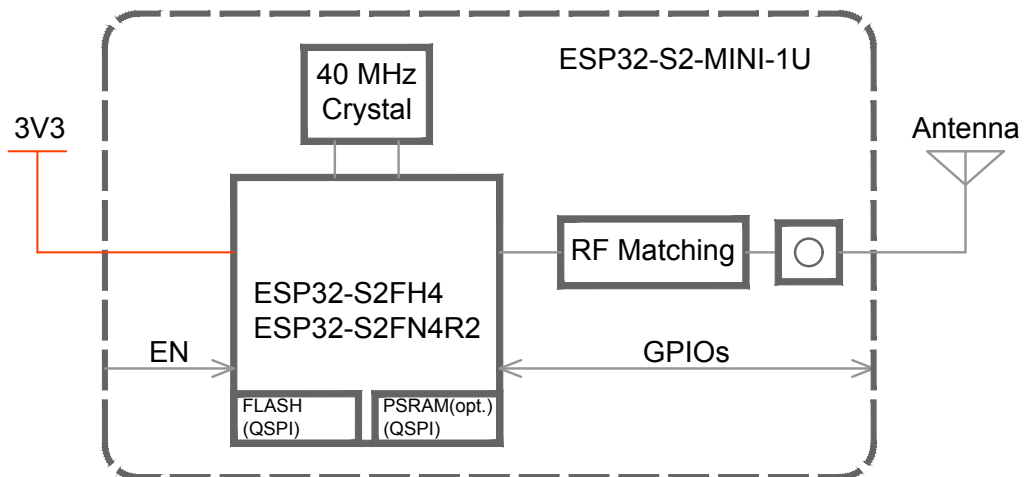 ESP32-S2-MINI-1U
40 MHz
Crystal
3V3
Antenna
RF Matching
ESP32-S2FH4
ESP32-S2FN4R2
EN
GPIOs
FLASH
(QSPI)
PSRAM(opt.)
(QSPI)